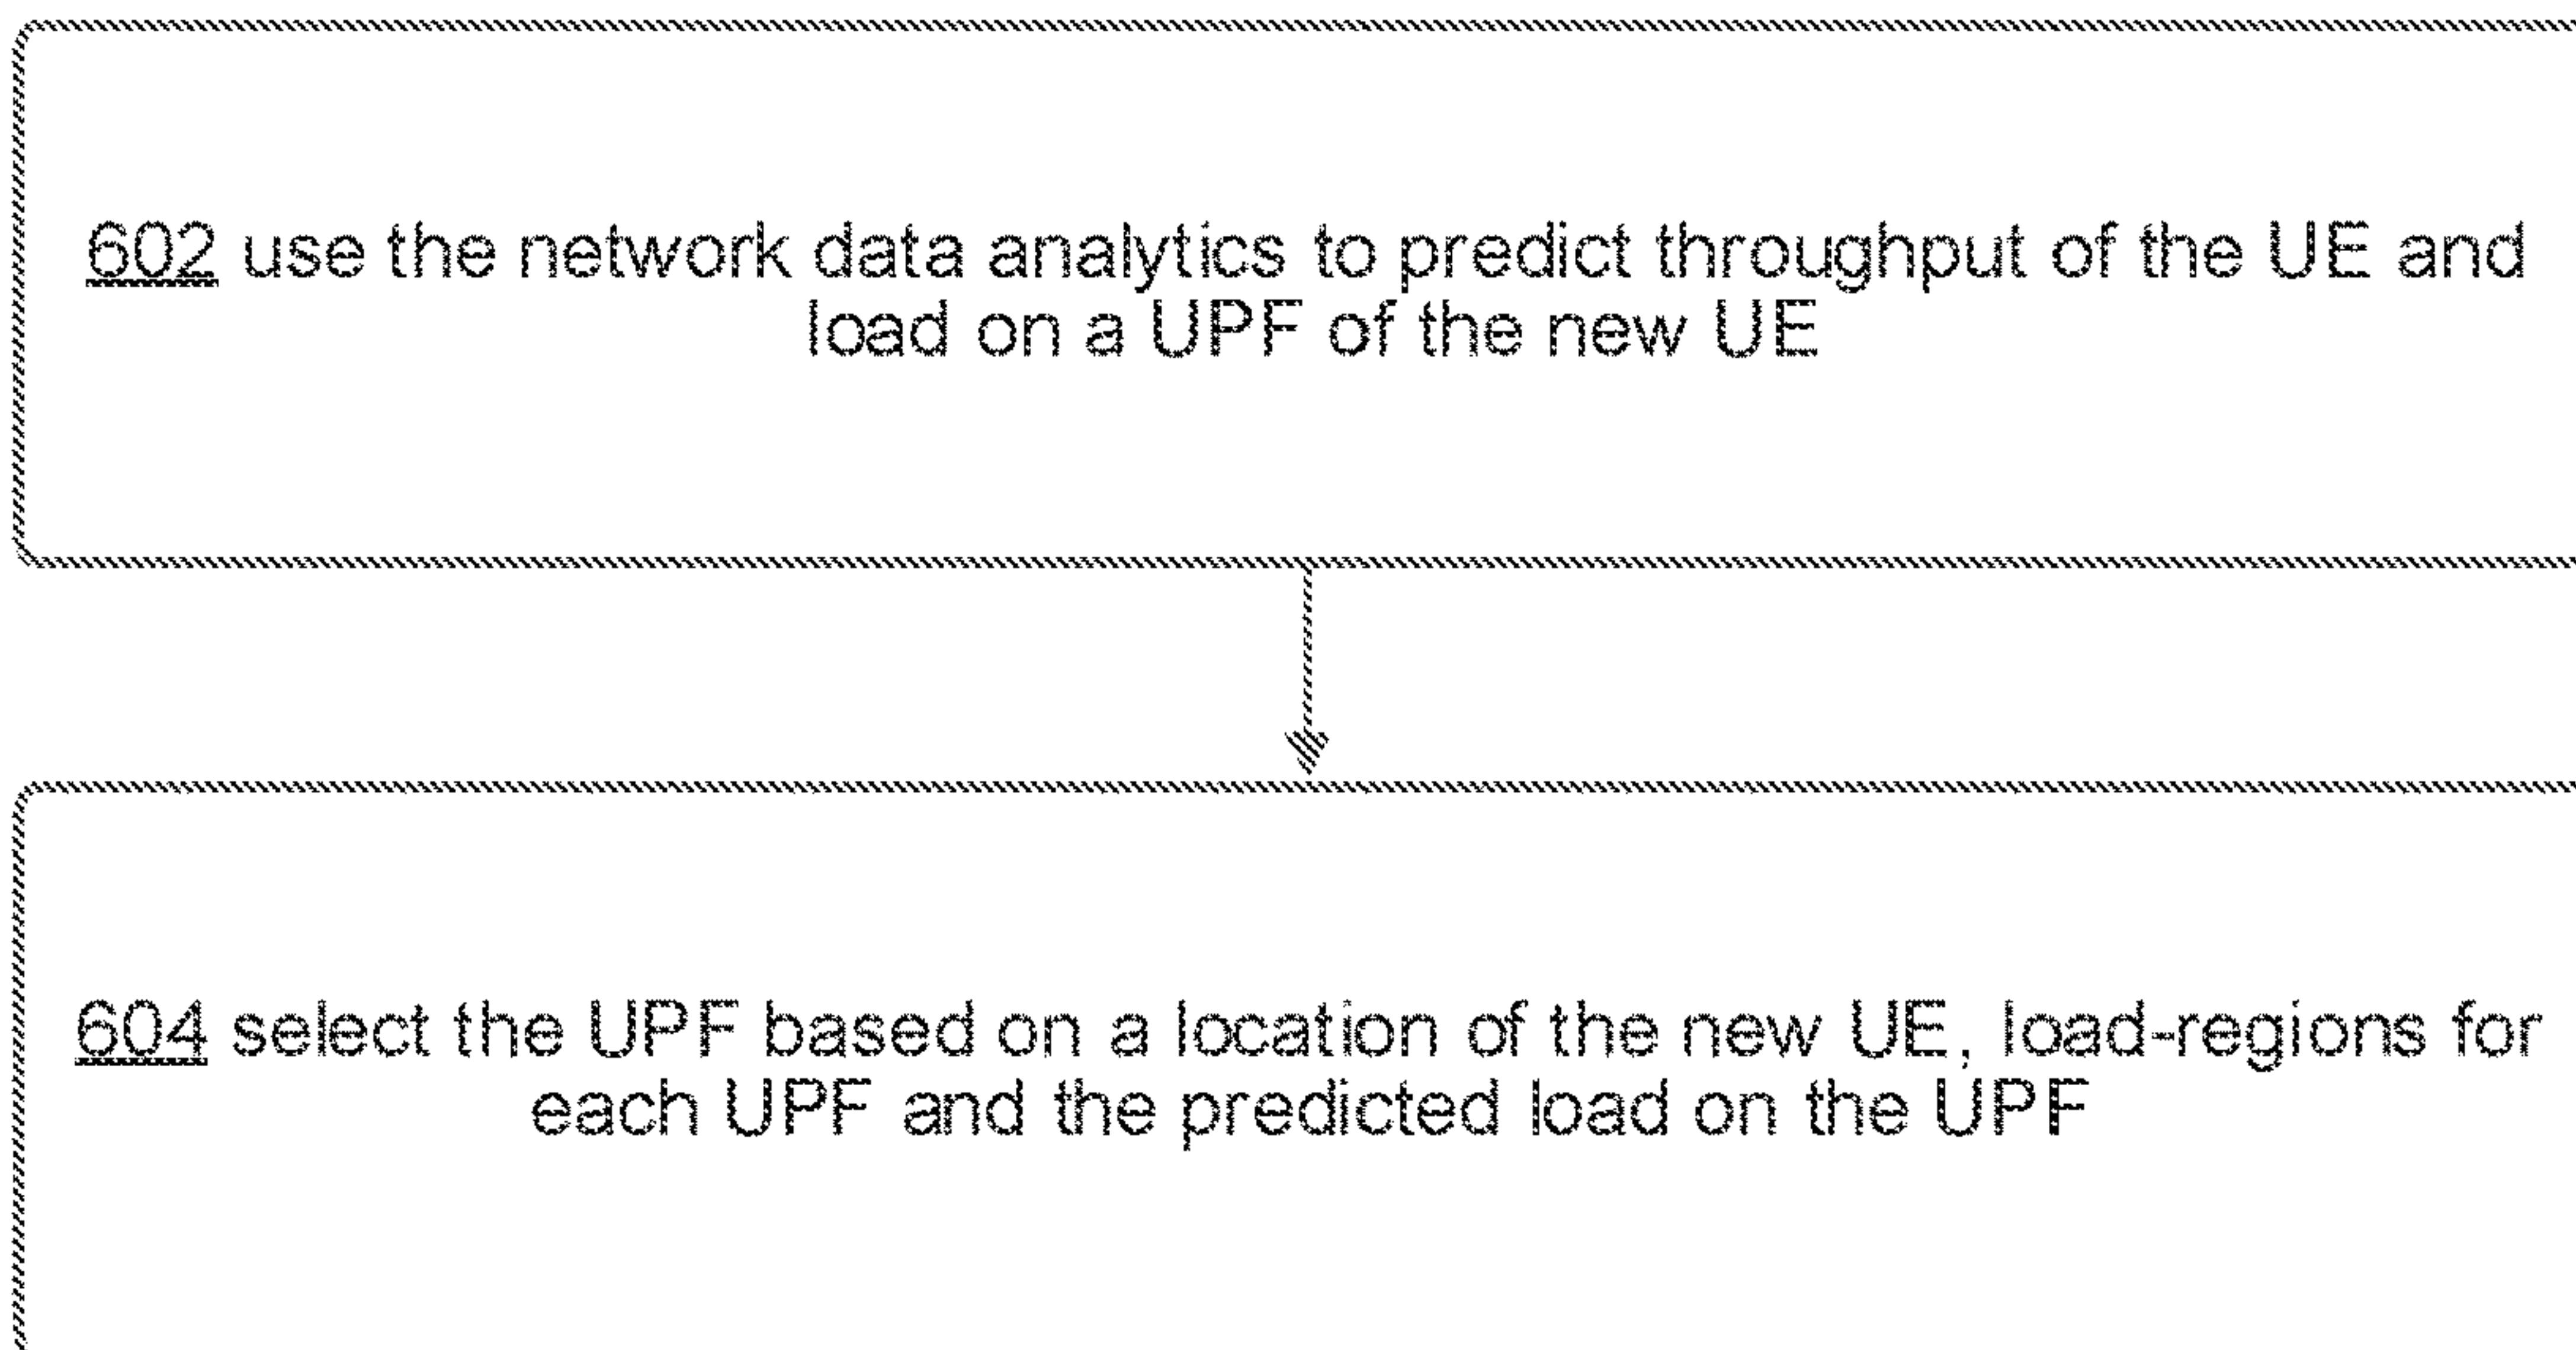 602 use the network data analytics to predict throughput of the UE and
load on a UPF of the new UE
604 select the UPF based on a location of the new UE, load-regions for
each UPF and the predicted load on the UPF